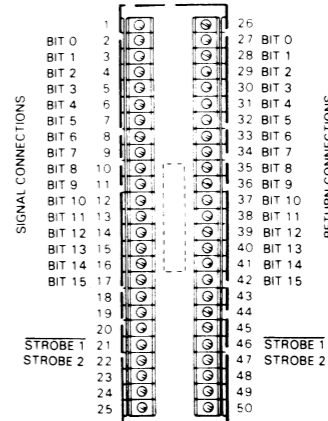 SIGNAL CONNECTIONS
1 26
BIT 0 2 27 BIT 0
BIT 1 3 28 BIT 1
BIT 2 4 29 BIT 2
BIT 3 5 30 BIT 3
BIT 4 6 31 BIT 4
BIT 5 7 32 BIT 5
BIT 6 8 33 BIT 6
BIT 7 9 34 BIT 7
BIT 8 10 35 BIT 8
BIT 9 11 36 BIT 9
BIT 10 12 37 BIT 10
BIT 11 13 38 BIT 11
BIT 12 14 39 BIT 12
BIT 13 15 40 BIT 13
BIT 14 16 41 BIT 14
BIT 15 17 42 BIT 15
18 43
19 44
20 45
STROBE 1 21 46 STROBE 1
STROBE 2 22 47 STROBE 2
23 48
24 49
25 50
RETURN CONNECTIONS